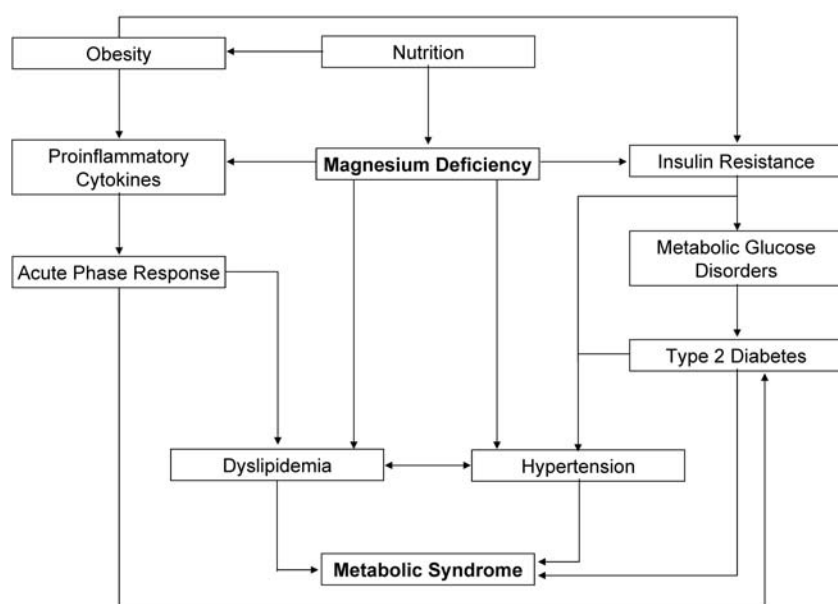 Obesity
Nutrition
Proinflammatory
Cytokines
Magnesium Deficiency
Insulin Resistance
Acute Phase Response
Metabolic Glucose
Disorders
Type 2 Diabetes
Dyslipidemia
Hypertension
Metabolic Syndrome